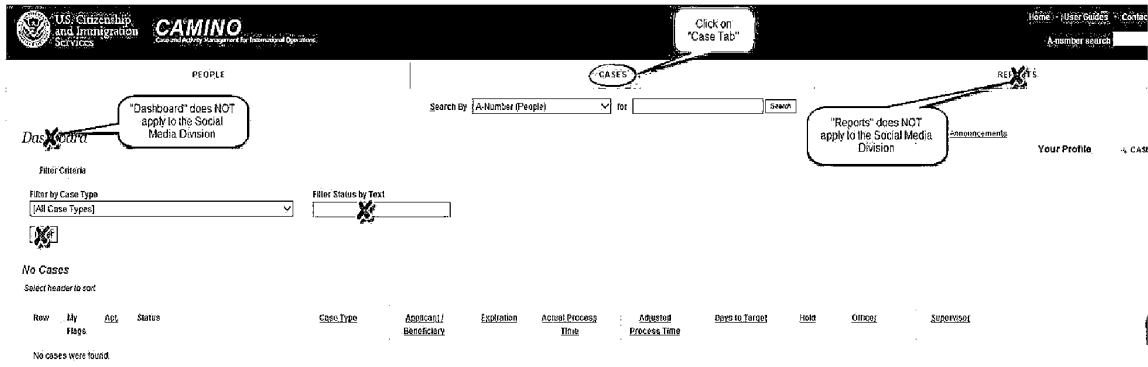 U.S. Citizenship
and Immigration
Services
CAMINO
Case and Activity Management for International Operations
Home
User Guides
Contac
A-number search
Click on
"Case Tab"
PEOPLE
CASES
"Dashboard" does NOT
apply to the Social
Media Division
Search By
A-Number (People)
for
Search
"Reports" does NOT
apply to the Social Media
Division
Announcements
Your Profile
CASE
Filter Criteria
Filter by Case Type
Filter Status by Text
[All Case Types]
No Cases
Select header to sort
Row My Act. Status Case Type Applicant / Expiration Actual Process Adjusted Days to Target Hold Officer Supervisor
Flags Beneficiary Time Process Time
No cases were found.